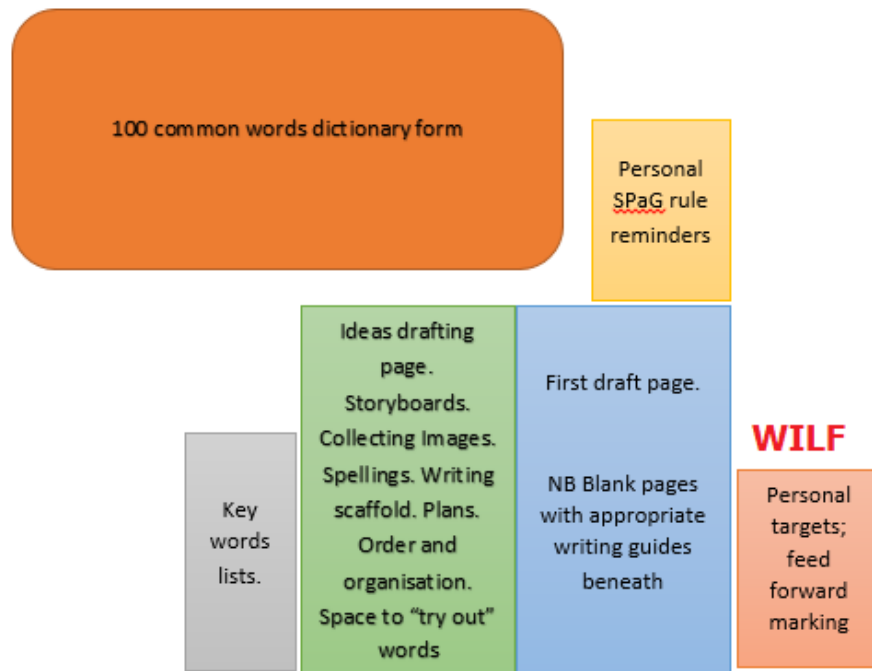 100 common words dictionary form
Personal
SPaG rule
reminders
Ideas drafting
page.
Storyboards.
Collecting Images.
Spellings. Writing
scaffold. Plans.
Order and
organisation.
Space to “try out”
words
First draft page.
NB Blank pages
with appropriate
writing guides
beneath
Key
words
lists.
WILF
Personal
targets;
feed
forward
marking